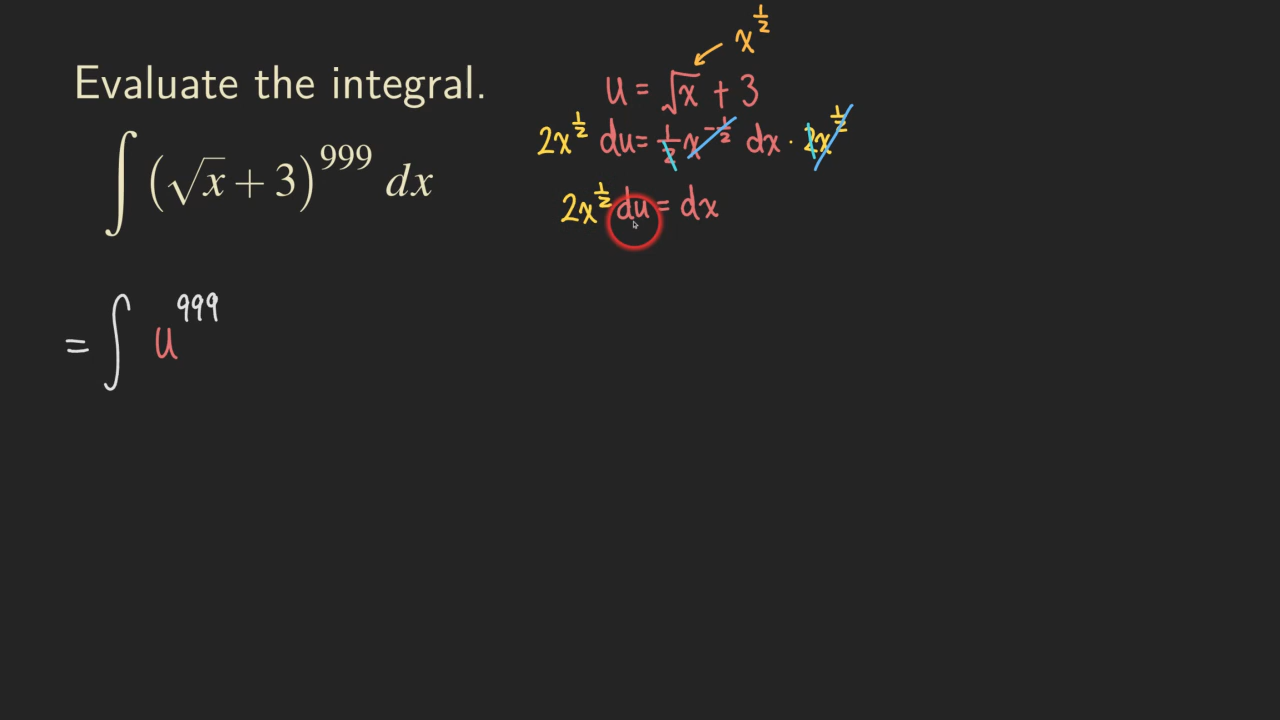 Evaluate the integral.
∫ (√x + 3)^999 dx
x^(1/2)
u = √x + 3
2x^(1/2) du = 1/2 x^(-1/2) dx · 2x^(1/2)
2x^(1/2) du = dx
= ∫ u^999